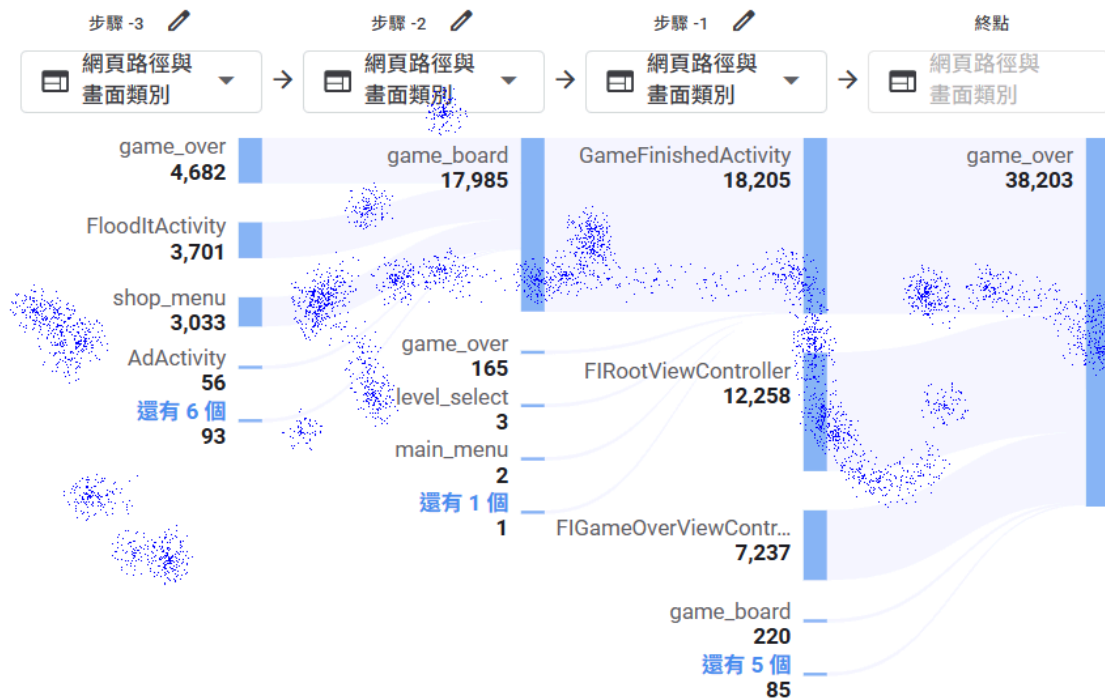 步驟 -3
步驟 -2
步驟 -1
終點
網頁路徑與
畫面類別
網頁路徑與
畫面類別
網頁路徑與
畫面類別
網頁路徑與
畫面類別
game_over
4,682
FloodItActivity
3,701
shop_menu
3,033
AdActivity
56
還有 6 個
93
game_board
17,985
game_over
165
level_select
3
main_menu
2
還有 1 個
1
GameFinishedActivity
18,205
FIRootViewController
12,258
FIGameOverViewContr...
7,237
game_board
220
還有 5 個
85
game_over
38,203